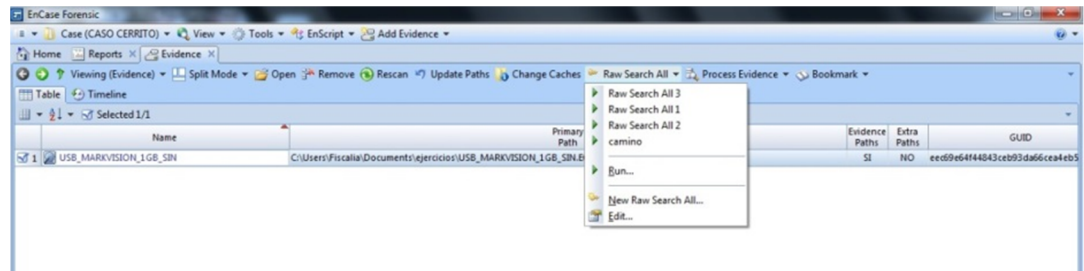 EnCase Forensic
Case (CASO CERRITO) View Tools EnScript Add Evidence
Home Reports Evidence
Viewing (Evidence) Split Mode Open Remove Rescan Update Paths Change Caches Raw Search All Process Evidence Bookmark
Table Timeline
Selected 1/1
Name Primary Path Evidence Paths Extra Paths GUID
1 USB_MARKVISION_1GB_SIN C:\Users\Fiscalia\Documents\ejercicios\USB_MARKVISION_1GB_SIN.E SI NO eec69e64f44843ceb93da66cea4eb5
Raw Search All 3
Raw Search All 1
Raw Search All 2
camino
Run...
New Raw Search All...
Edit...